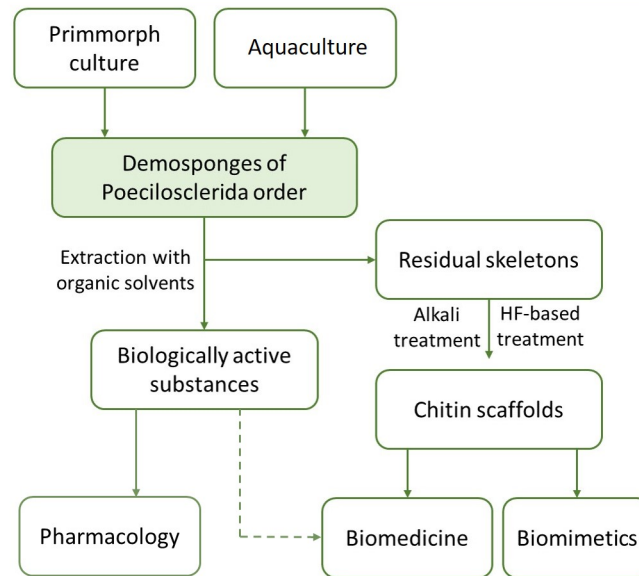 Primmorph
culture
Aquaculture
Demosponges of
Poecilosclerida order
Extraction with
organic solvents
Residual skeletons
Alkali
treatment
HF-based
treatment
Biologically active
substances
Chitin scaffolds
Pharmacology
Biomedicine
Biomimetics